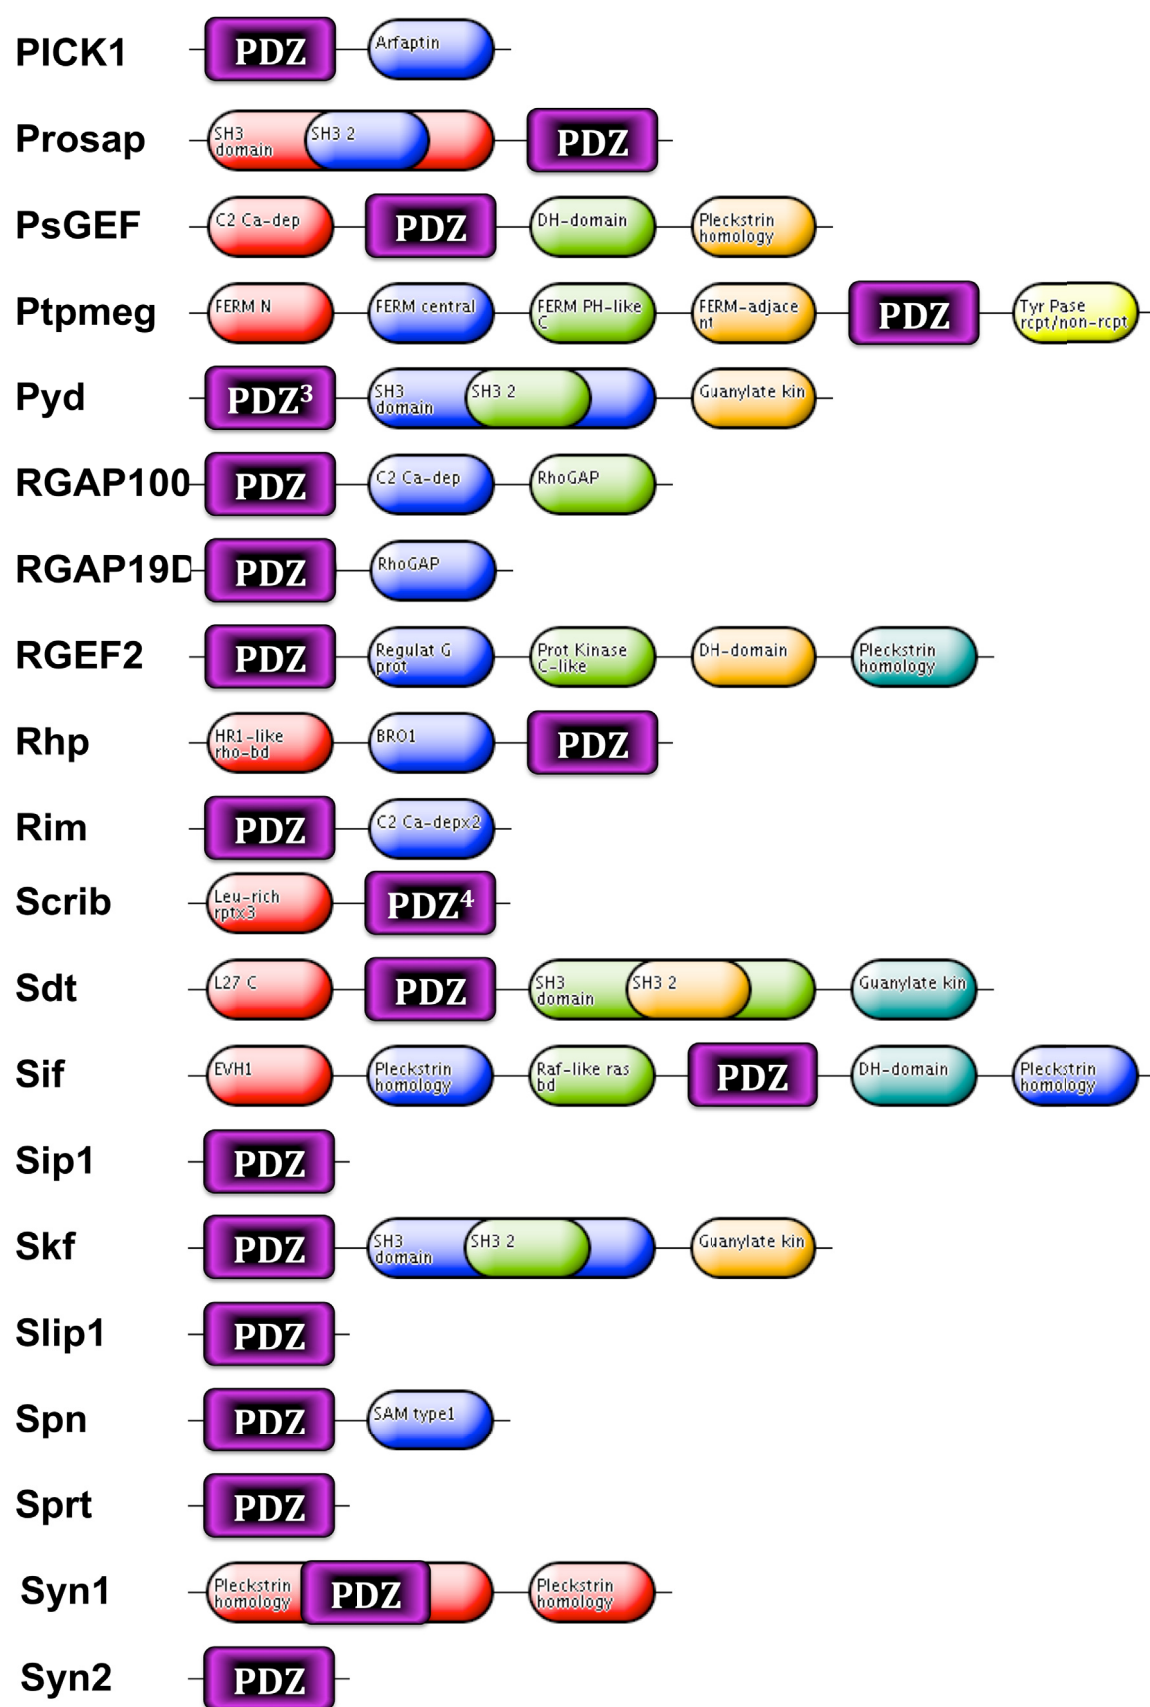 PICK1 PDZ Arfaptin
Prosap SH3 domain SH3 2 PDZ
PsGEF C2 Ca-dep PDZ DH-domain Pleckstrin homology
Ptpmeg FERM N FERM central FERM PH-like C FERM-adjace nt PDZ Tyr Pase rcpt/non-rcpt
Pyd PDZ³ SH3 domain SH3 2 Guanylate kin
RGAP100 PDZ C2 Ca-dep RhoGAP
RGAP19D PDZ RhoGAP
RGEF2 PDZ Regulat G prot Prot Kinase C-like DH-domain Pleckstrin homology
Rhp HR1-like rho-bd BRO1 PDZ
Rim PDZ C2 Ca-depx2
Scrib Leu-rich rptx3 PDZ⁴
Sdt L27 C PDZ SH3 domain SH3 2 Guanylate kin
Sif EVH1 Pleckstrin homology Raf-like ras bd PDZ DH-domain Pleckstrin homology
Sip1 PDZ
Skf PDZ SH3 domain SH3 2 Guanylate kin
Slip1 PDZ
Spn PDZ SAM type1
Sprt PDZ
Syn1 Pleckstrin homology PDZ Pleckstrin homology
Syn2 PDZ